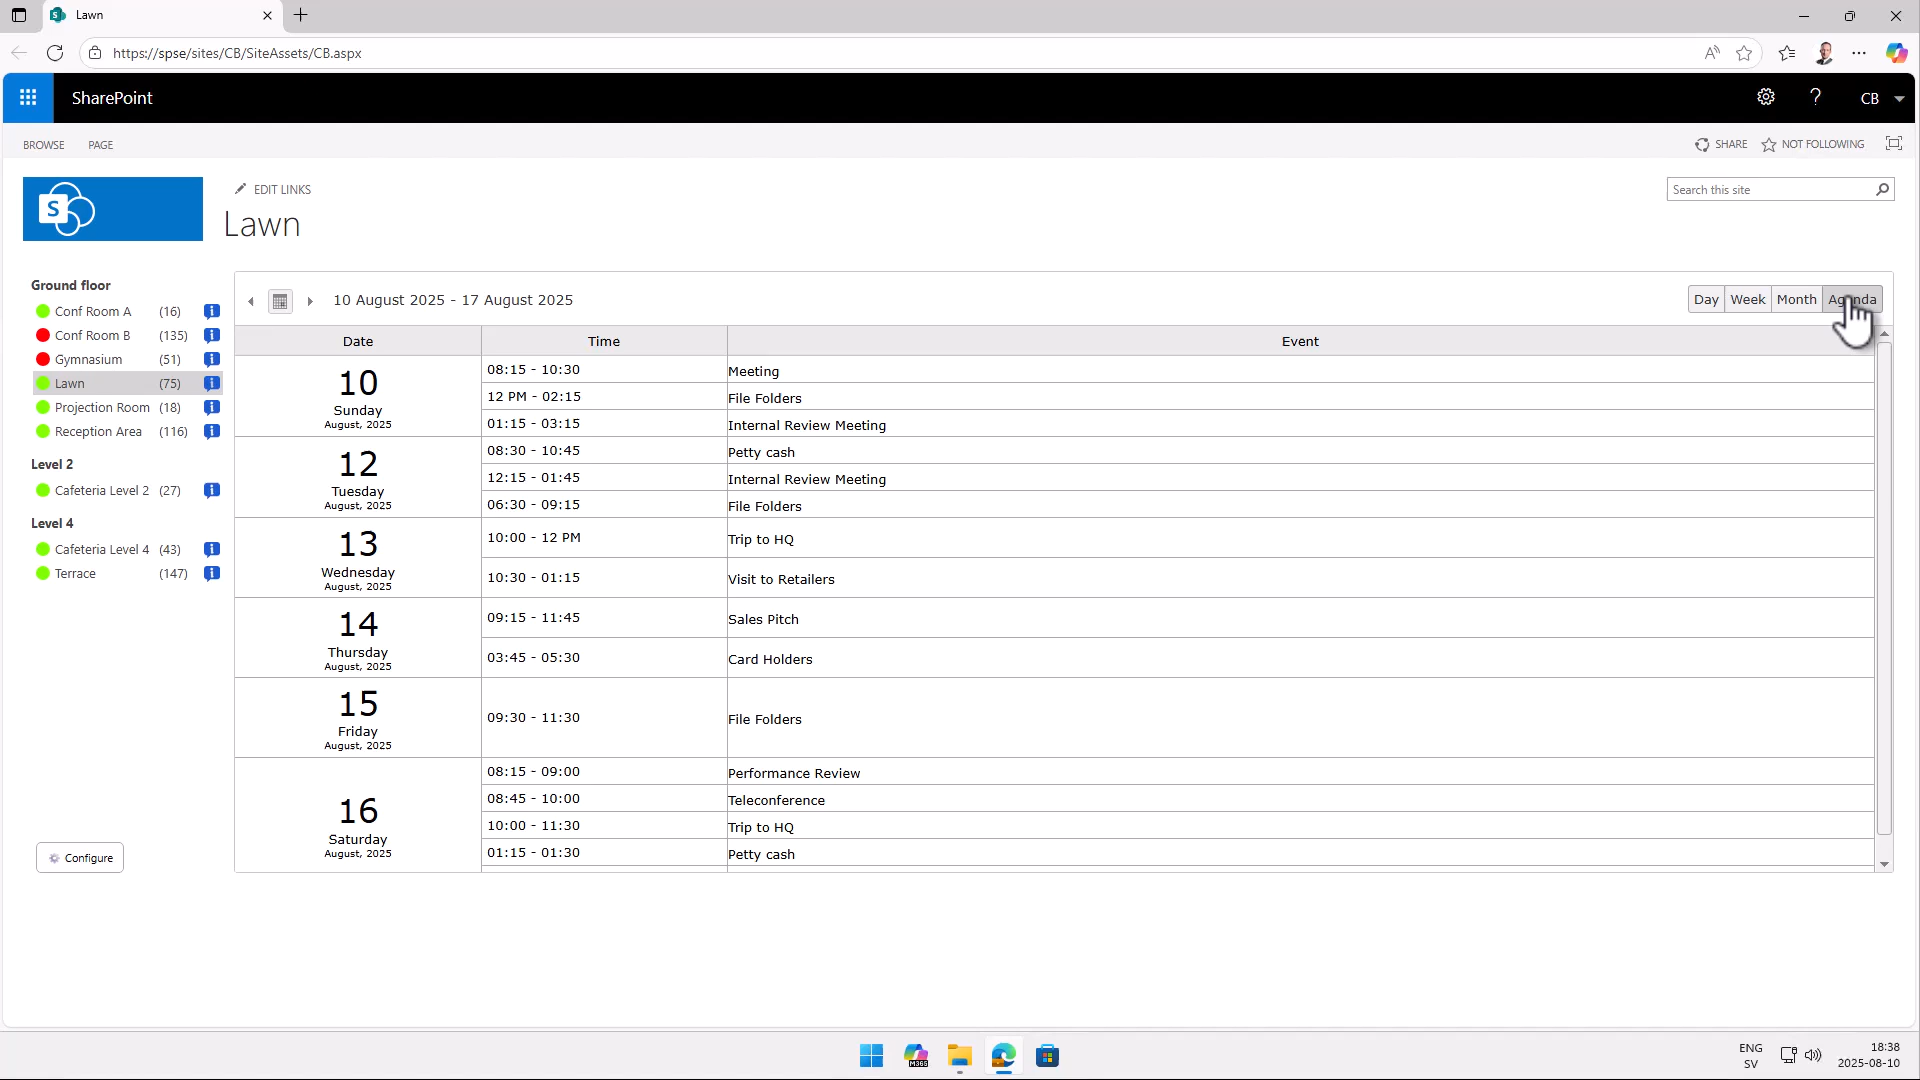 Lawn
https://spse/sites/CB/SiteAssets/CB.aspx
SharePoint
CB
BROWSE PAGE
SHARE NOT FOLLOWING
S
EDIT LINKS
Search this site
Lawn
Ground floor
Conf Room A (16)
Conf Room B (135)
Gymnasium (51)
Lawn (75)
Projection Room (18)
Reception Area (116)
Level 2
Cafeteria Level 2 (27)
Level 4
Cafeteria Level 4 (43)
Terrace (147)
Configure
10 August 2025 - 17 August 2025
Day Week Month Agenda
Date Time Event
10
Sunday
August, 2025
08:15 - 10:30 Meeting
12 PM - 02:15 File Folders
01:15 - 03:15 Internal Review Meeting
12
Tuesday
August, 2025
08:30 - 10:45 Petty cash
12:15 - 01:45 Internal Review Meeting
06:30 - 09:15 File Folders
13
Wednesday
August, 2025
10:00 - 12 PM Trip to HQ
10:30 - 01:15 Visit to Retailers
14
Thursday
August, 2025
09:15 - 11:45 Sales Pitch
03:45 - 05:30 Card Holders
15
Friday
August, 2025
09:30 - 11:30 File Folders
16
Saturday
August, 2025
08:15 - 09:00 Performance Review
08:45 - 10:00 Teleconference
10:00 - 11:30 Trip to HQ
01:15 - 01:30 Petty cash
M365
ENG
SV
18:38
2025-08-10